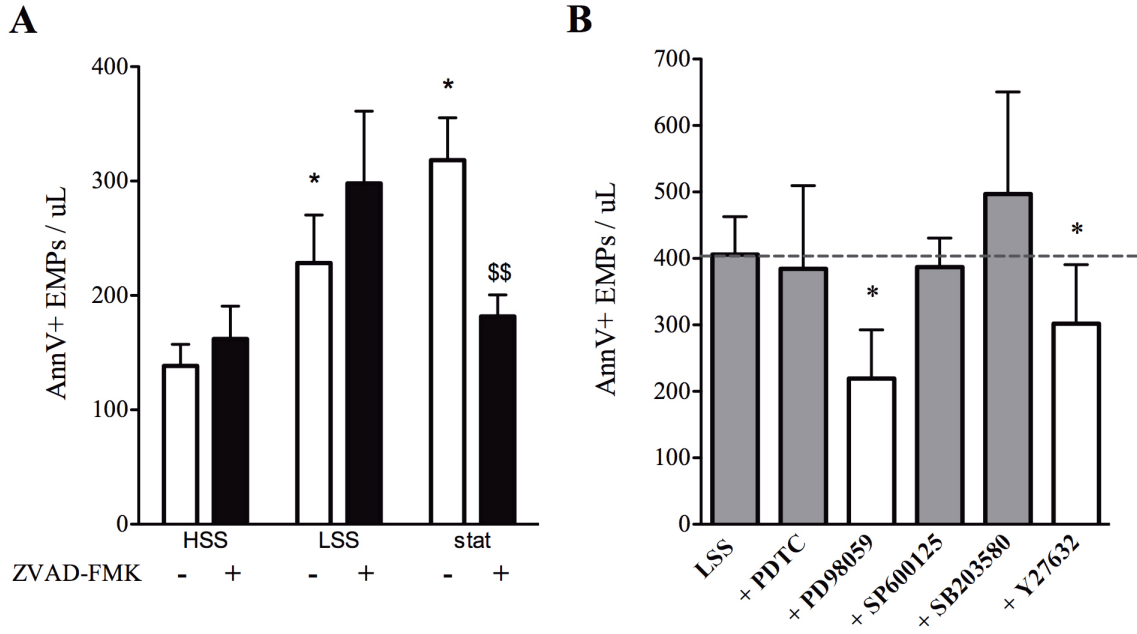 A
AnnV+ EMPs / uL
400
300
200
100
0
*
*
$$
HSS LSS stat
ZVAD-FMK - + - + - +
B
AnnV+ EMPs / uL
700
600
500
400
300
200
100
0
*
*
LSS
+ PDTC
+ PD98059
+ SP600125
+ SB203580
+ Y27632